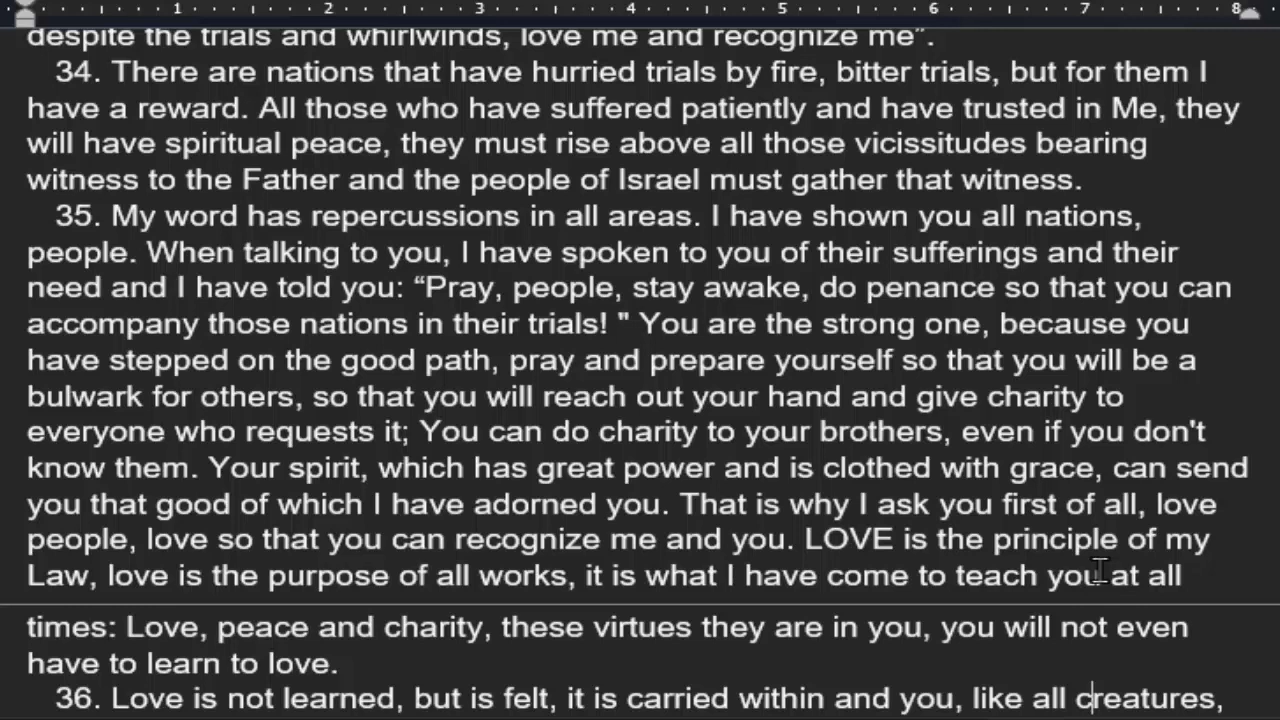 1 2 3 4 5 6 7 8
despite the trials and whirlwinds, love me and recognize me”.
34. There are nations that have hurried trials by fire, bitter trials, but for them I
have a reward. All those who have suffered patiently and have trusted in Me, they
will have spiritual peace, they must rise above all those vicissitudes bearing
witness to the Father and the people of Israel must gather that witness.
35. My word has repercussions in all areas. I have shown you all nations,
people. When talking to you, I have spoken to you of their sufferings and their
need and I have told you: “Pray, people, stay awake, do penance so that you can
accompany those nations in their trials! " You are the strong one, because you
have stepped on the good path, pray and prepare yourself so that you will be a
bulwark for others, so that you will reach out your hand and give charity to
everyone who requests it; You can do charity to your brothers, even if you don't
know them. Your spirit, which has great power and is clothed with grace, can send
you that good of which I have adorned you. That is why I ask you first of all, love
people, love so that you can recognize me and you. LOVE is the principle of my
Law, love is the purpose of all works, it is what I have come to teach you at all
times: Love, peace and charity, these virtues they are in you, you will not even
have to learn to love.
36. Love is not learned, but is felt, it is carried within and you, like all creatures,